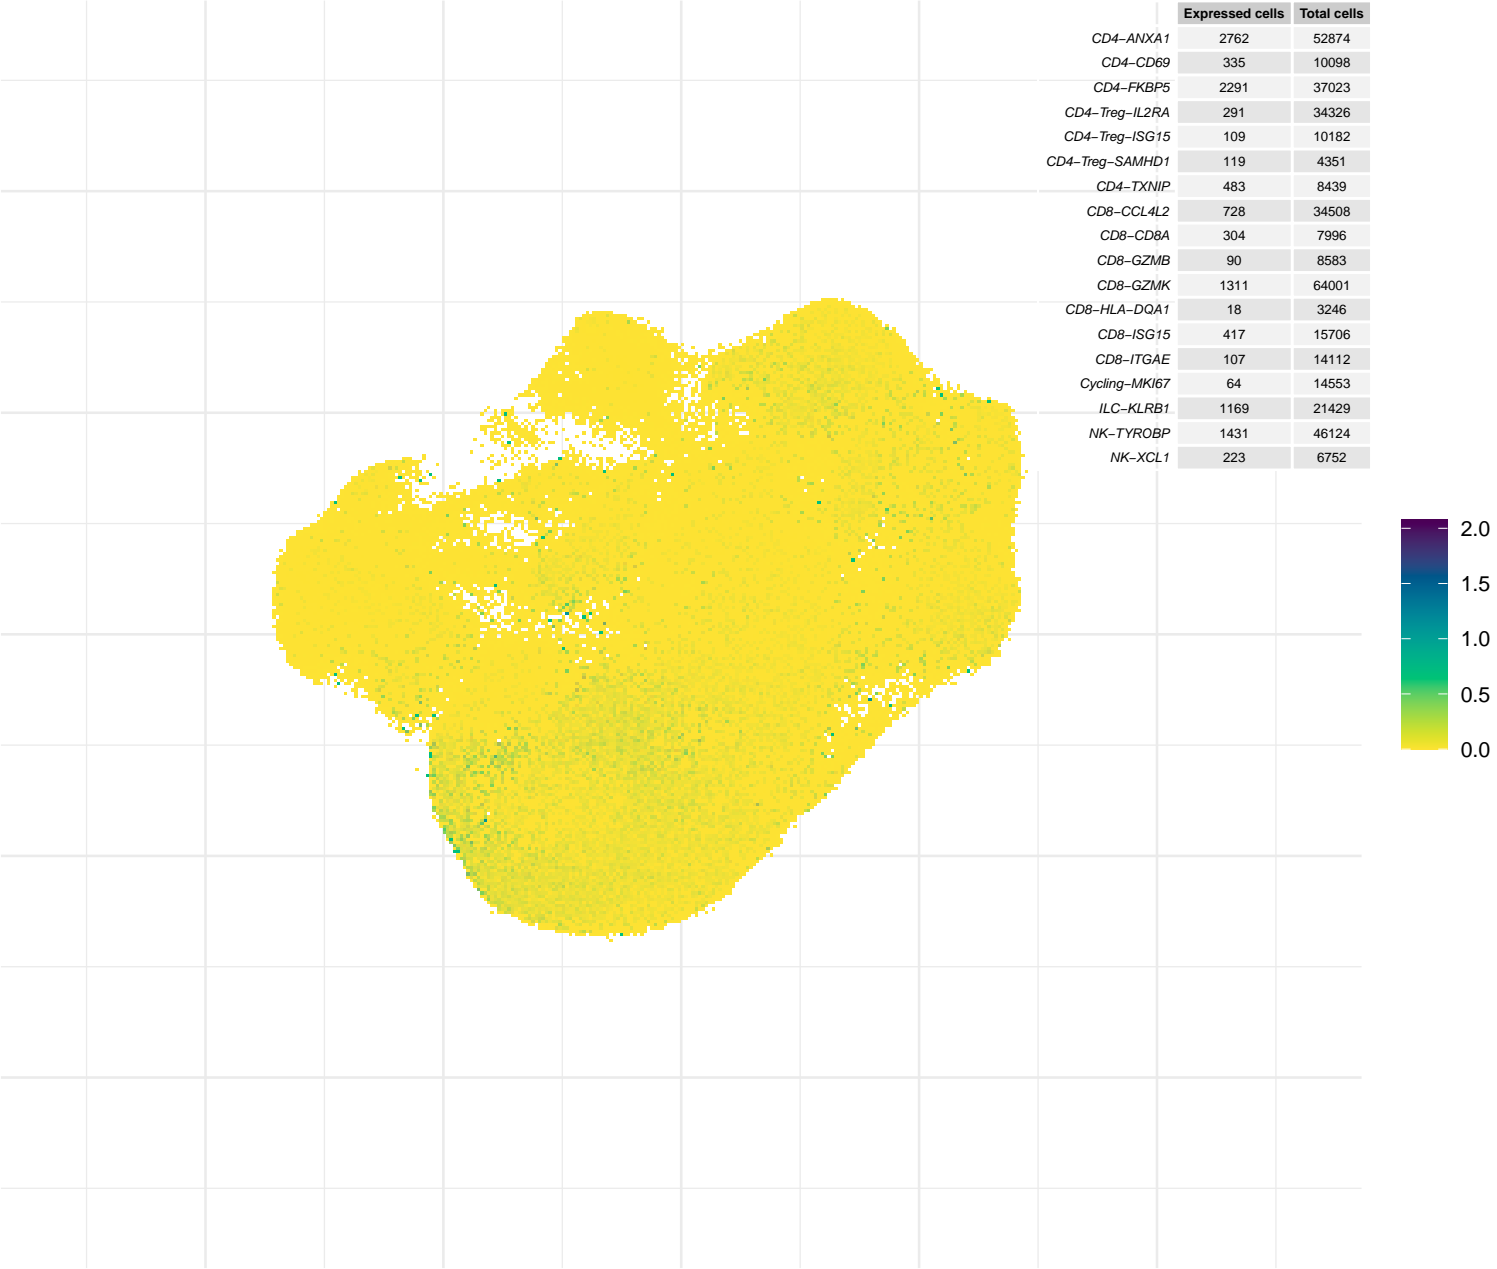 Expressed cells Total cells
CD4−ANXA1 2762 52874
CD4−CD69 335 10098
CD4−FKBP5 2291 37023
CD4−Treg−IL2RA 291 34326
CD4−Treg−ISG15 109 10182
CD4−Treg−SAMHD1 119 4351
CD4−TXNIP 483 8439
CD8−CCL4L2 728 34508
CD8−CD8A 304 7996
CD8−GZMB 90 8583
CD8−GZMK 1311 64001
CD8−HLA−DQA1 18 3246
CD8−ISG15 417 15706
CD8−ITGAE 107 14112
Cycling−MKI67 64 14553
ILC−KLRB1 1169 21429
NK−TYROBP 1431 46124
NK−XCL1 223 6752
2.0
1.5
1.0
0.5
0.0